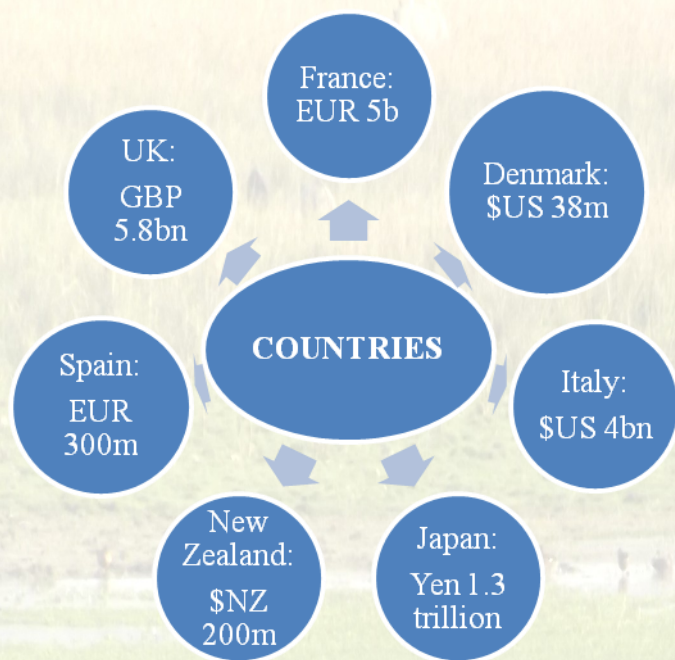 France:
EUR 5b
Denmark:
$US 38m
Italy:
$US 4bn
Japan:
Yen 1.3
trillion
New
Zealand:
$NZ
200m
Spain:
EUR
300m
UK:
GBP
5.8bn
COUNTRIES